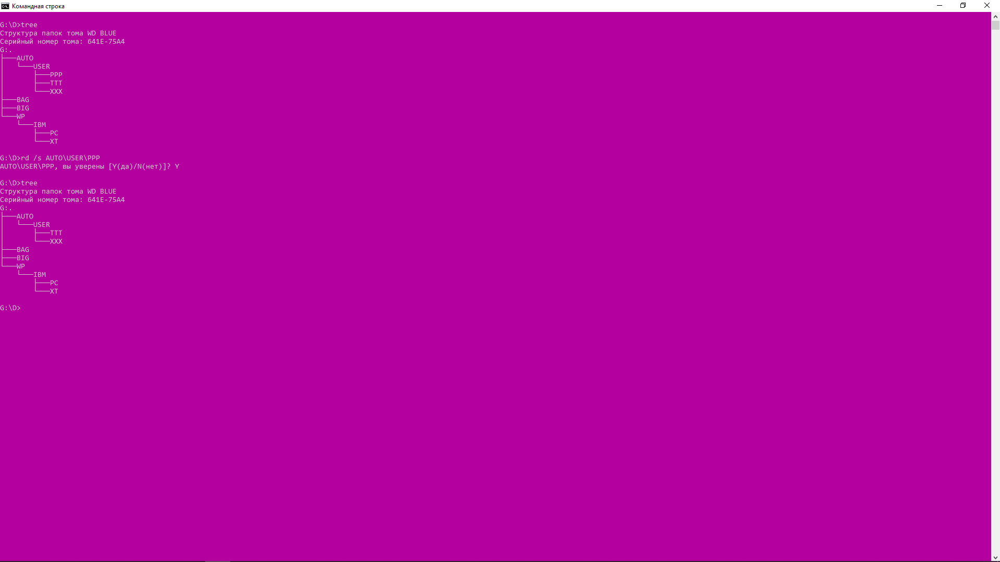 Командная строка
G:\D>tree
Структура папок тома WD BLUE
Серийный номер тома: 641E-75A4
G:.
├───AUTO
│   └───USER
│       ├───PPP
│       ├───TTT
│       └───XXX
├───BAG
├───BIG
└───WP
    └───IBM
        ├───PC
        └───XT
G:\D>rd /s AUTO\USER\PPP
AUTO\USER\PPP, вы уверены [Y(да)/N(нет)]? Y
G:\D>tree
Структура папок тома WD BLUE
Серийный номер тома: 641E-75A4
G:.
├───AUTO
│   └───USER
│       ├───TTT
│       └───XXX
├───BAG
├───BIG
└───WP
    └───IBM
        ├───PC
        └───XT
G:\D>